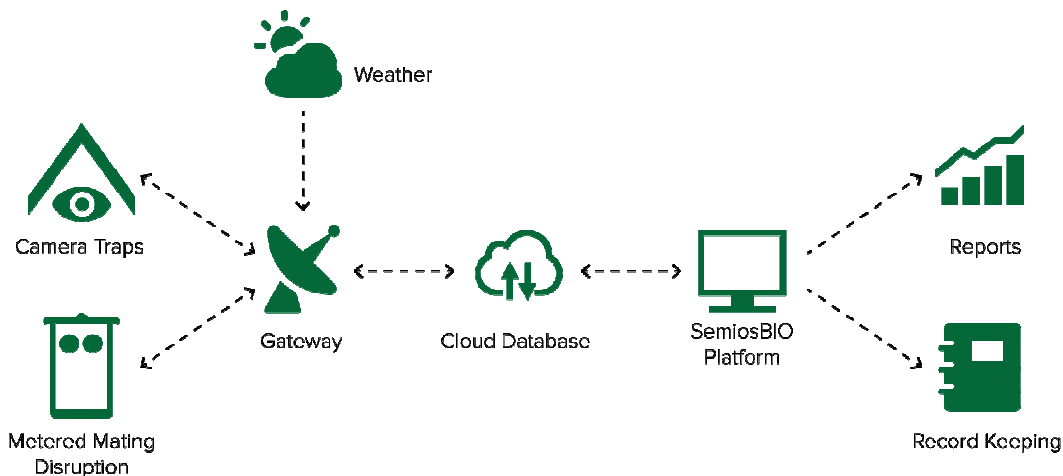 Weather
Camera Traps
Reports
Gateway
Cloud Database
SemiosBIO
Platform
Metered Mating
Disruption
Record Keeping